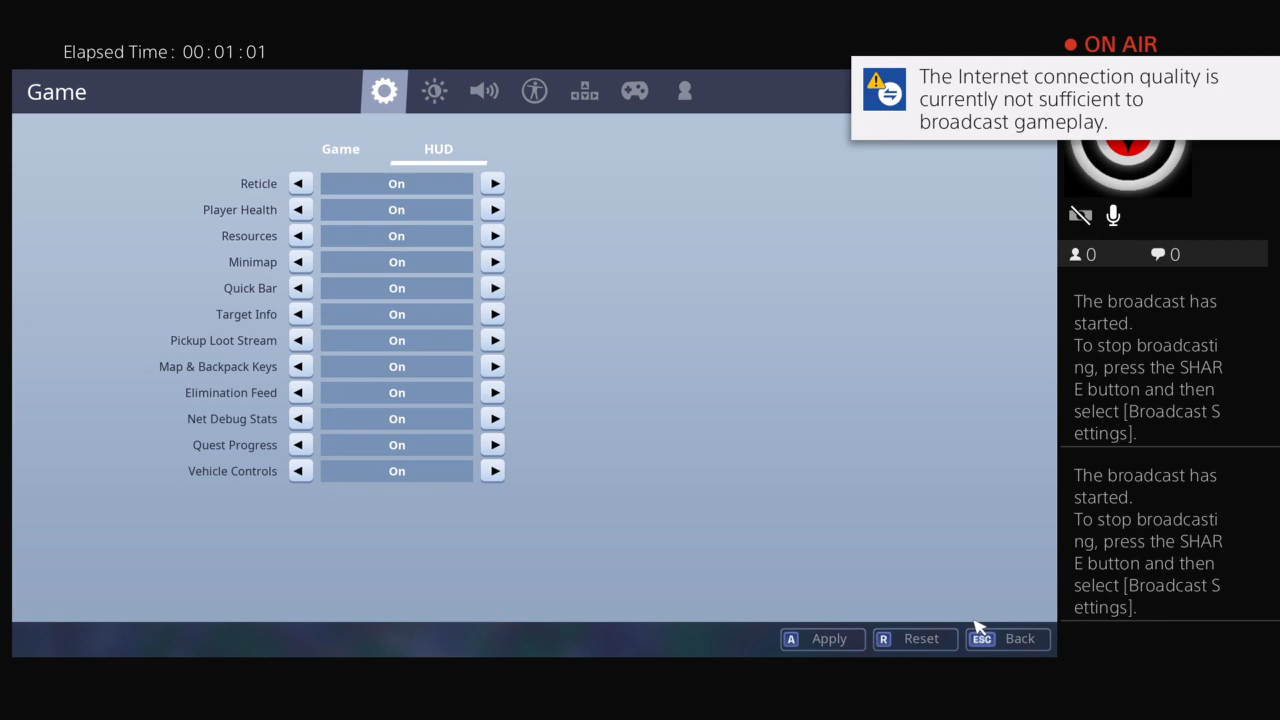 Elapsed Time: 00:01:01
ON AIR
The Internet connection quality is
currently not sufficient to
broadcast gameplay.
Game
Game HUD
Reticle On
Player Health On
Resources On
Minimap On
Quick Bar On
Target Info On
Pickup Loot Stream On
Map & Backpack Keys On
Elimination Feed On
Net Debug Stats On
Quest Progress On
Vehicle Controls On
0 0
The broadcast has
started.
To stop broadcasti
ng, press the SHAR
E button and then
select [Broadcast S
ettings].
The broadcast has
started.
To stop broadcasti
ng, press the SHAR
E button and then
select [Broadcast S
ettings].
A Apply R Reset ESC Back